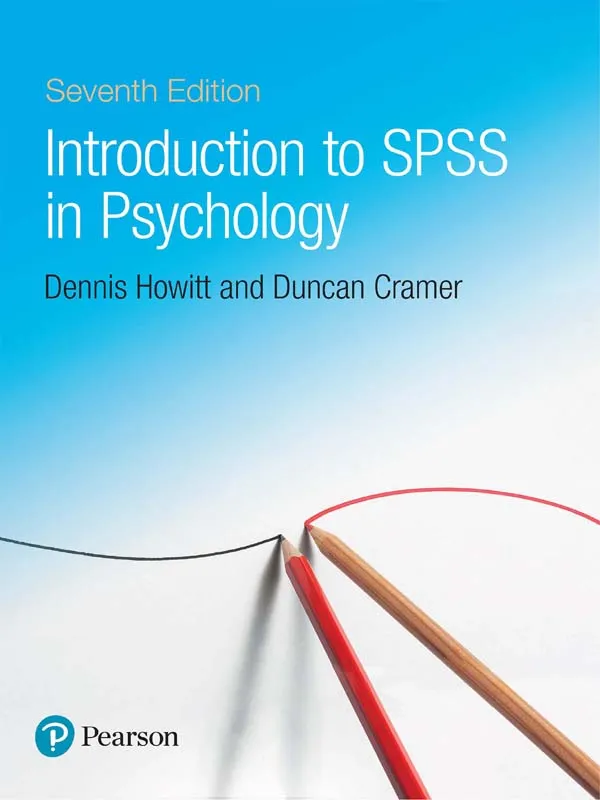 Seventh Edition
Introduction to SPSS
in Psychology
Dennis Howitt and Duncan Cramer
P Pearson